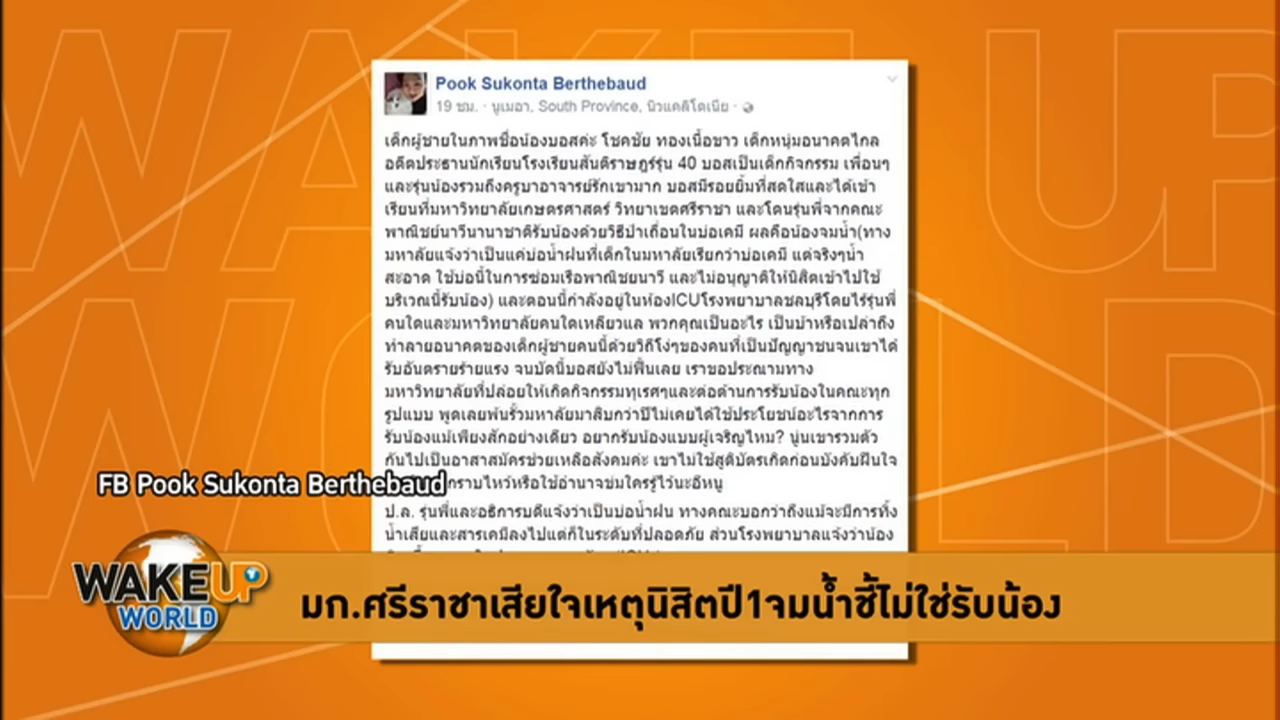 WAKE UP
WORLD
Pook Sukonta Berthebaud
19 ชม. · นูเมอา, South Province, นิวแคลิโดเนีย ·
เด็กผู้ชายในภาพชื่อน้องบอสค่ะ โชคชัย ทองเนื้อขาว เด็กหนุ่มอนาคตไกล
อดีตประธานนักเรียนโรงเรียนสันติราษฎร์รุ่น 40 บอสเป็นเด็กกิจกรรม เพื่อนๆ
และรุ่นน้องรวมถึงครูบาอาจารย์รักเขามาก บอสมีรอยยิ้มที่สดใสและได้เข้า
เรียนที่มหาวิทยาลัยเกษตรศาสตร์ วิทยาเขตศรีราชา และโดนรุ่นพี่จากคณะ
พาณิชย์นาวีนานาชาติรับน้องด้วยวิธีป่าเถื่อนในบ่อเคมี ผลคือน้องจมน้ำ(ทาง
มหาลัยแจ้งว่าเป็นแค่บ่อน้ำฝนที่เด็กในมหาลัยเรียกว่าบ่อเคมี แต่จริงๆน้ำ
สะอาด ใช้บ่อนี้ในการซ่อมเรือพาณิชยนาวี และไม่อนุญาติให้นิสิตเข้าไปใช้
บริเวณนี้รับน้อง) และตอนนี้กำลังอยู่ในห้องICUโรงพยาบาลชลบุรีโดยไร้รุ่นพี่
คนใดและมหาวิทยาลัยคนใดเหลียวแล พวกคุณเป็นอะไร เป็นบ้าหรือเปล่าถึง
ทำลายอนาคตของเด็กผู้ชายคนนี้ด้วยวิถีโง่ๆของคนที่เป็นปัญญาชนจนเขาได้
รับอันตรายร้ายแรง จนบัดนี้บอสยังไม่ฟื้นเลย เราขอประณามทาง
มหาวิทยาลัยที่ปล่อยให้เกิดกิจกรรมทุเรศๆและต่อต้านการรับน้องในคณะทุก
รูปแบบ พูดเลยพ้นรั้วมหาลัยมาสิบกว่าปีไม่เคยได้ใช้ประโยชน์อะไรจากการ
รับน้องแม้เพียงสักอย่างเดียว อยากรับน้องแบบผู้เจริญไหม? นู่นเขารวมตัว
กันไปเป็นอาสาสมัครช่วยเหลือสังคมค่ะ เขาไม่ใช้สูติบัตรเกิดก่อนบังคับฝืนใจ
กราบไหว้หรือใช้อำนาจข่มใครรู้ไว้นะอีหนู
FB Pook Sukonta Berthebaud
ป.ล. รุ่นพี่และอธิการบดีแจ้งว่าเป็นบ่อน้ำฝน ทางคณะบอกว่าถึงแม้จะมีการทิ้ง
น้ำเสียและสารเคมีลงไปแต่ก็ในระดับที่ปลอดภัย ส่วนโรงพยาบาลแจ้งว่าน้อง
WAKE UP
WORLD
มก.ศรีราชาเสียใจเหตุนิสิตปี1จมน้ำชี้ไม่ใช่รับน้อง